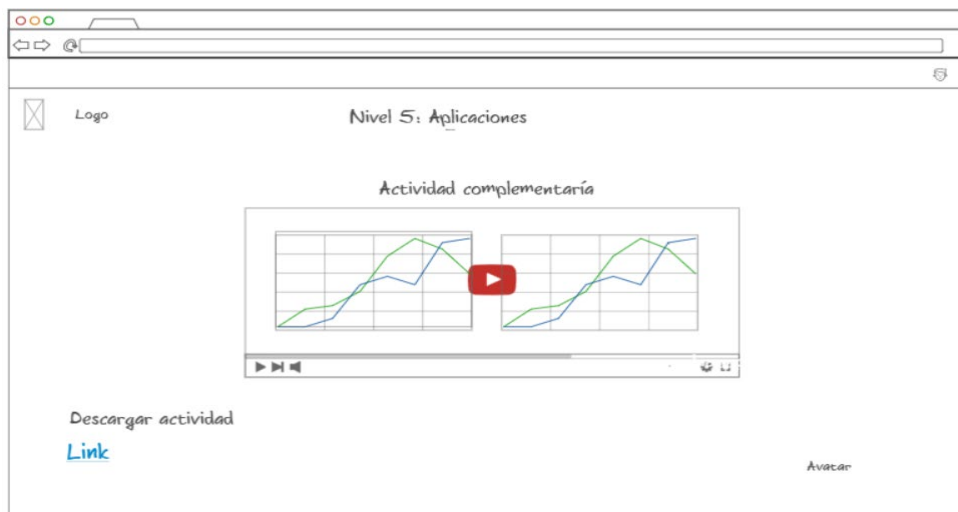 Logo
Nivel 5: Aplicaciones
Actividad complementaría
Descargar actividad
Link
Avatar